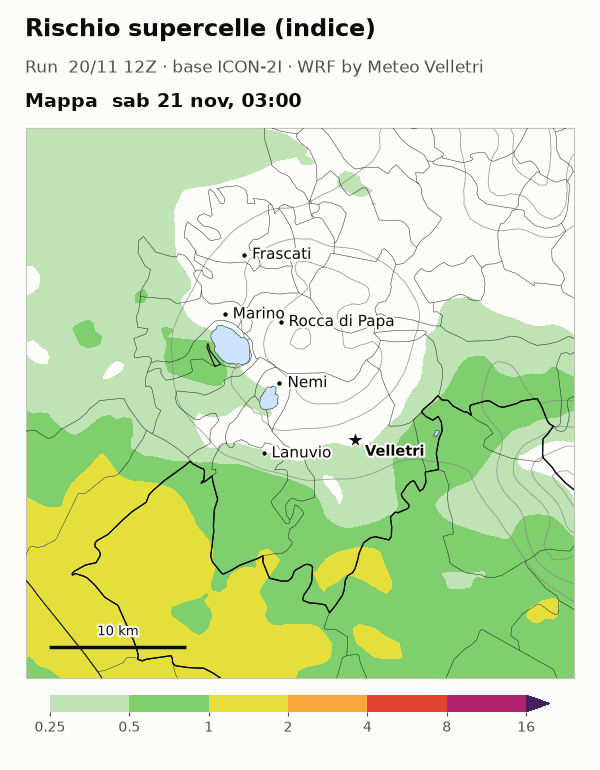 Rischio supercelle (indice)
Run  20/11 12Z · base ICON-2I · WRF by Meteo Velletri
Mappa  sab 21 nov, 03:00
Frascati
Marino
Rocca di Papa
Nemi
Velletri
Lanuvio
10 km
0.25 0.5 1 2 4 8 16